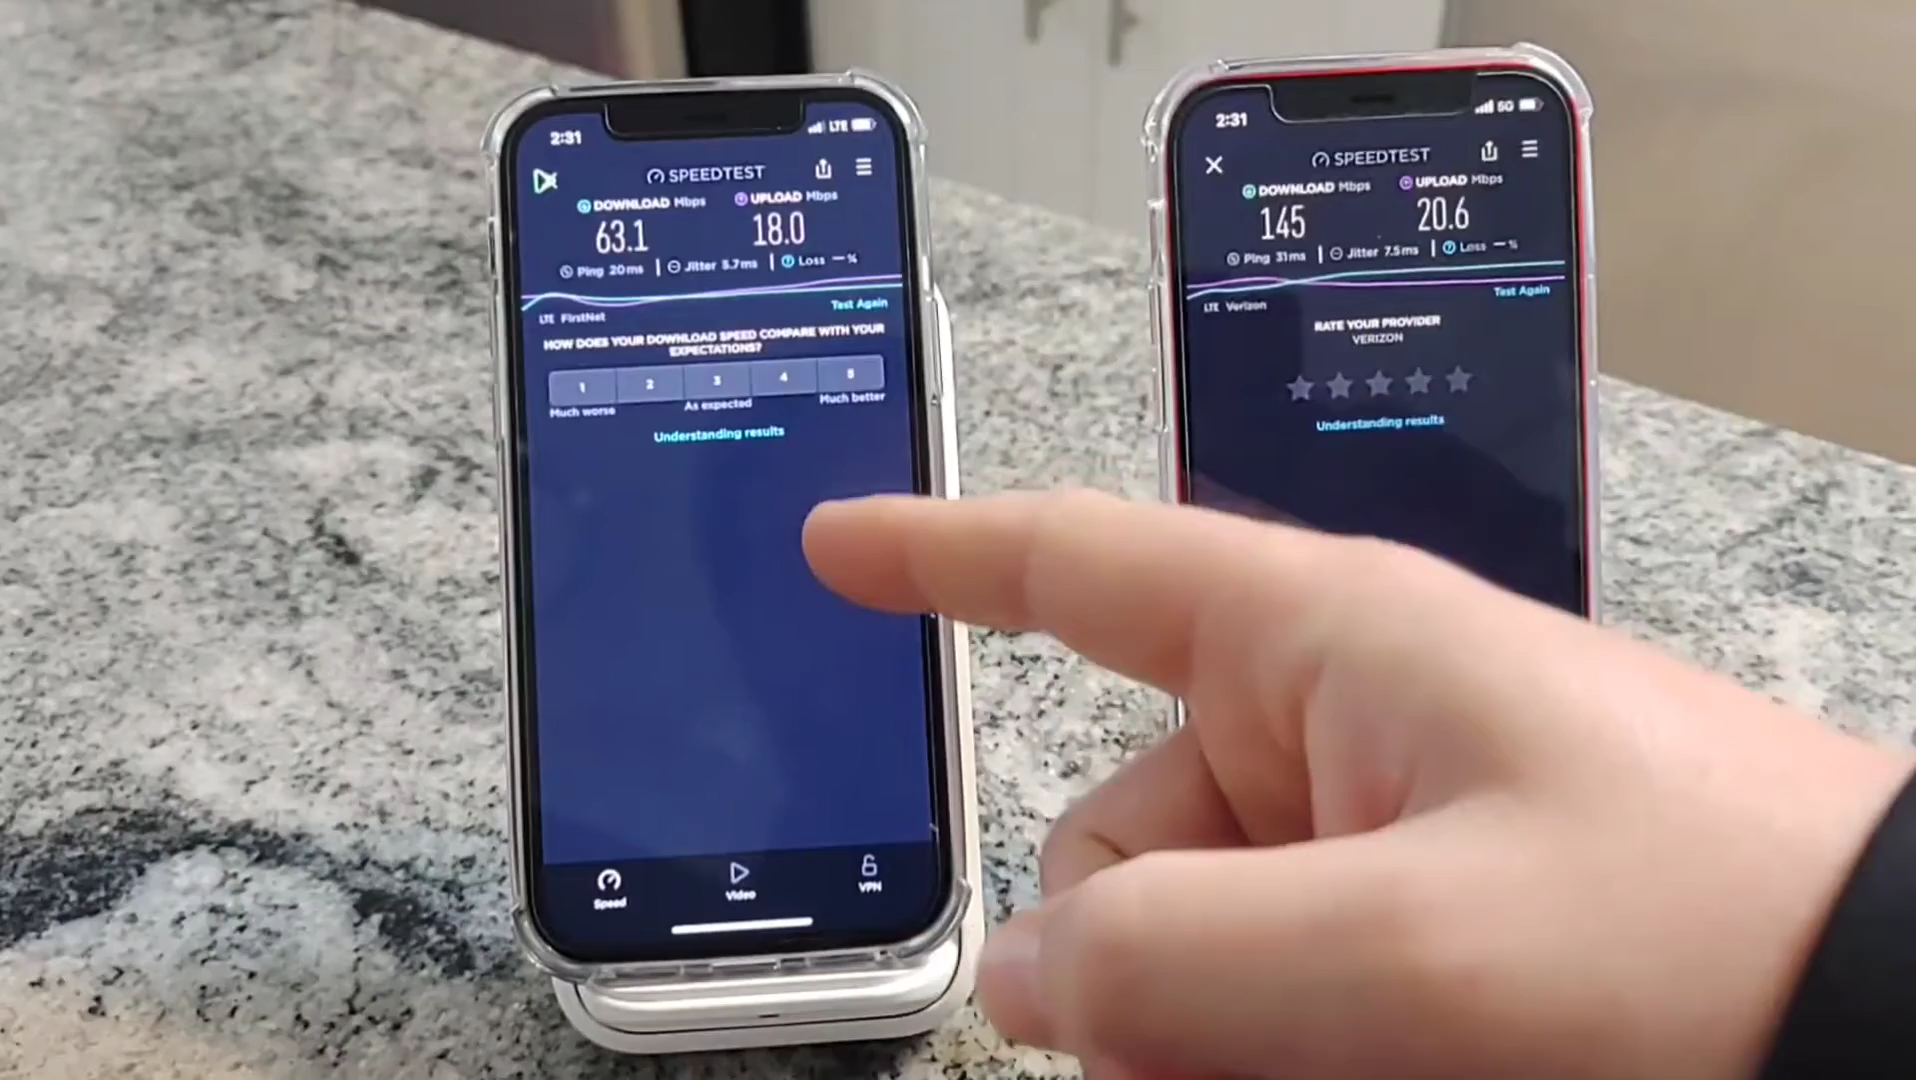 2:31
LTE
SPEEDTEST
DOWNLOAD Mbps
UPLOAD Mbps
63.1
18.0
Ping 20ms
Jitter 5.7ms
Loss — %
Test Again
LTE FirstNet
HOW DOES YOUR DOWNLOAD SPEED COMPARE WITH YOUR
EXPECTATIONS?
1 2 3 4 5
Much worse As expected Much better
Understanding results
Speed
Video
VPN
2:31
5G
SPEEDTEST
DOWNLOAD Mbps
UPLOAD Mbps
145
20.6
Ping 31ms
Jitter 7.5ms
Loss — %
Test Again
LTE Verizon
RATE YOUR PROVIDER
VERIZON
Understanding results